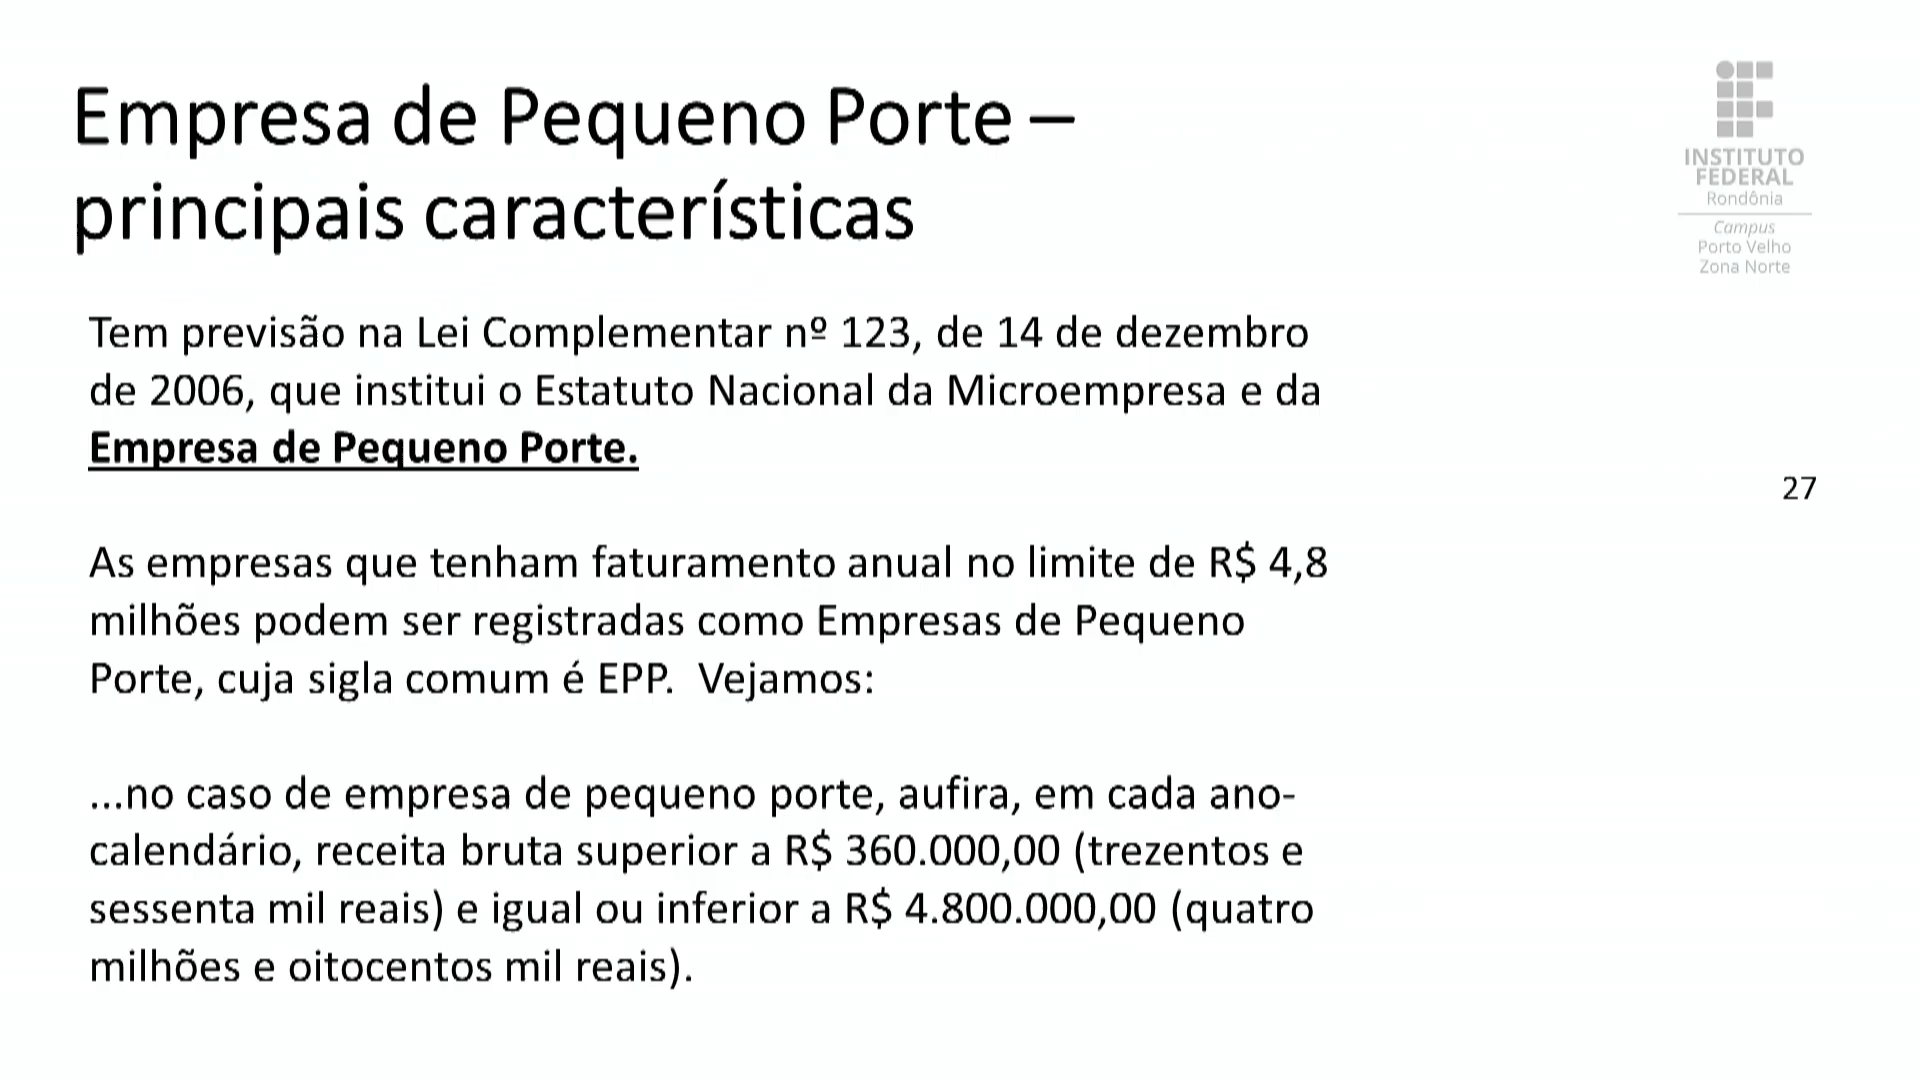 Empresa de Pequeno Porte –
principais características
INSTITUTO
FEDERAL
Rondônia
Campus
Porto Velho
Zona Norte
Tem previsão na Lei Complementar nº 123, de 14 de dezembro
de 2006, que institui o Estatuto Nacional da Microempresa e da
Empresa de Pequeno Porte.
27
As empresas que tenham faturamento anual no limite de R$ 4,8
milhões podem ser registradas como Empresas de Pequeno
Porte, cuja sigla comum é EPP.  Vejamos:
...no caso de empresa de pequeno porte, aufira, em cada ano-
calendário, receita bruta superior a R$ 360.000,00 (trezentos e
sessenta mil reais) e igual ou inferior a R$ 4.800.000,00 (quatro
milhões e oitocentos mil reais).